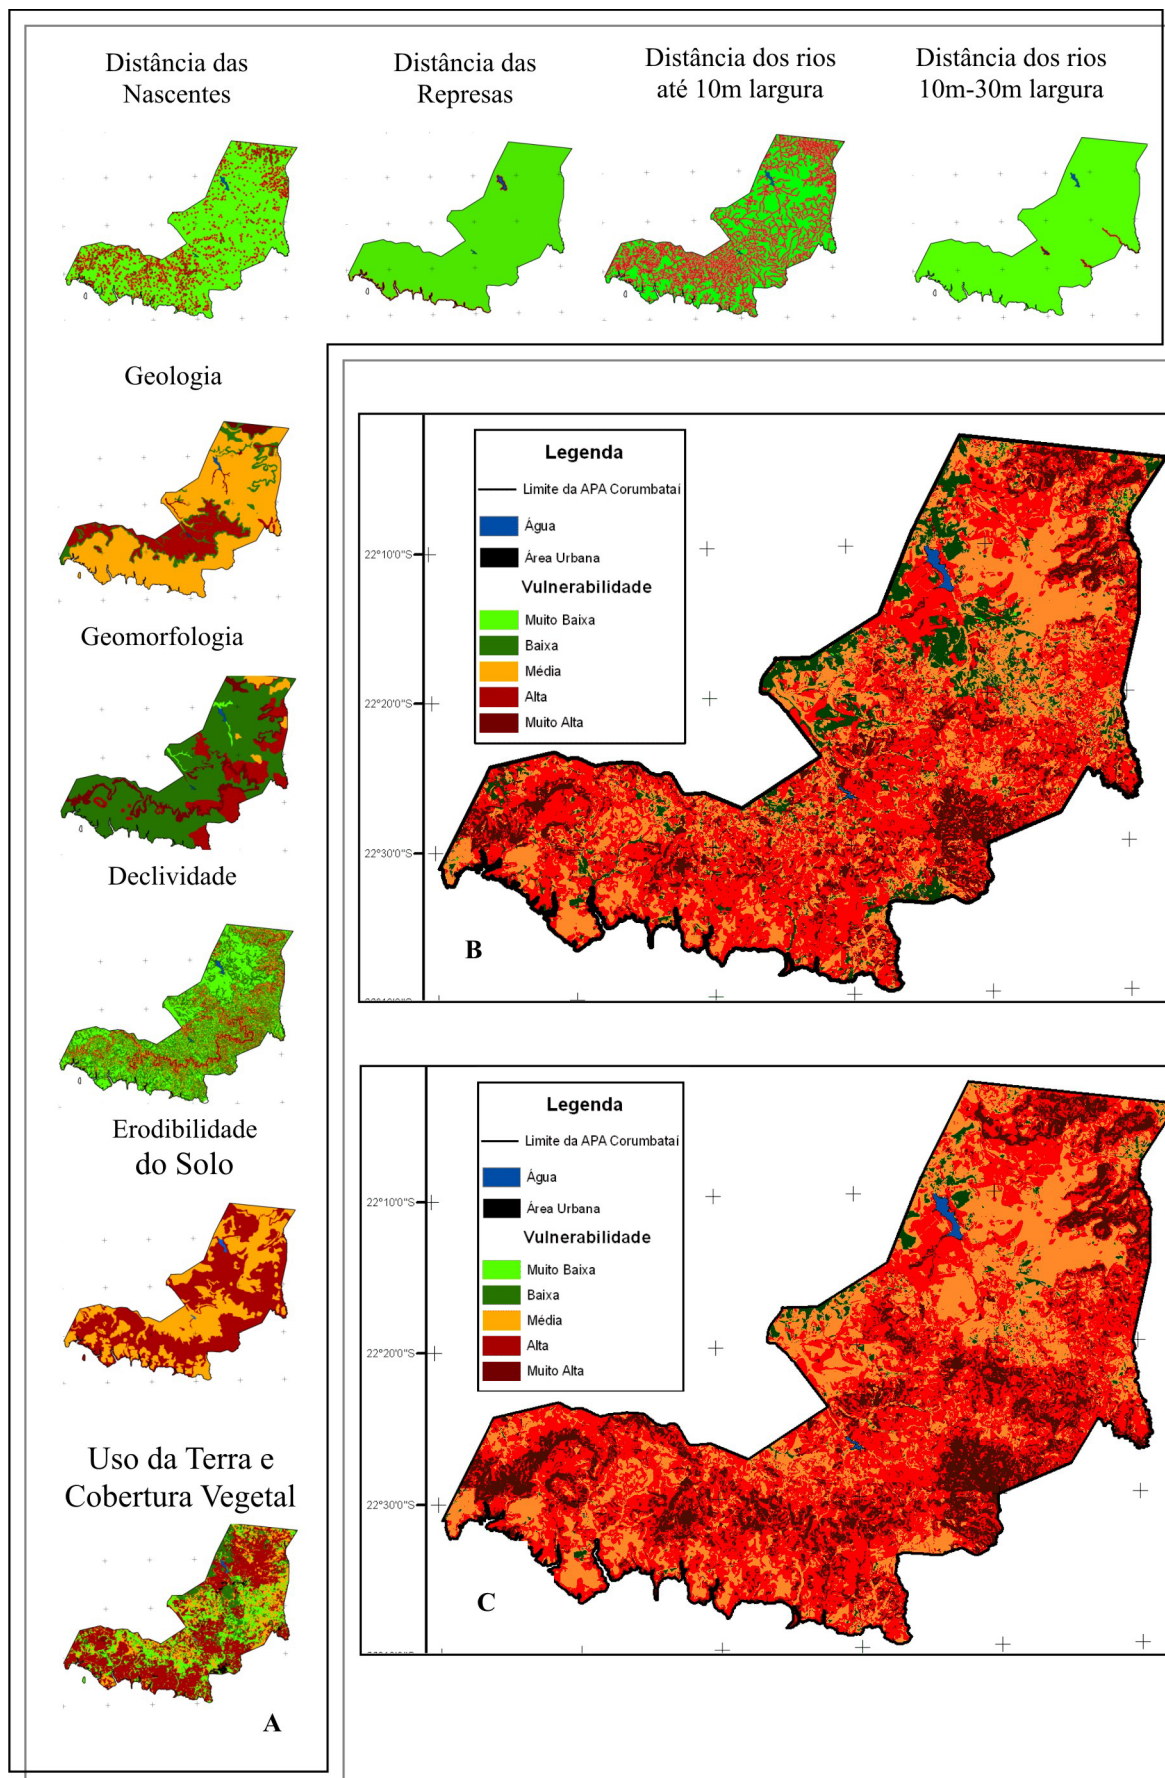 Distância das
Nascentes
Distância das
Represas
Distância dos rios
até 10m largura
Distância dos rios
10m-30m largura
Geologia
Geomorfologia
Declividade
Erodibilidade
do Solo
Uso da Terra e
Cobertura Vegetal
A
Legenda
Limite da APA Corumbataí
Água
Área Urbana
Vulnerabilidade
Muito Baixa
Baixa
Média
Alta
Muito Alta
22°10'0"S
22°20'0"S
22°30'0"S
B
Legenda
Limite da APA Corumbataí
Água
Área Urbana
Vulnerabilidade
Muito Baixa
Baixa
Média
Alta
Muito Alta
22°10'0"S
22°20'0"S
22°30'0"S
C